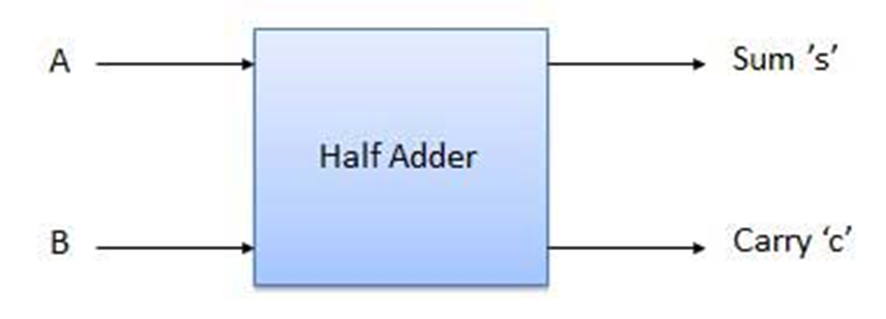 A
Sum ‘s’
Half Adder
B
Carry ‘c’